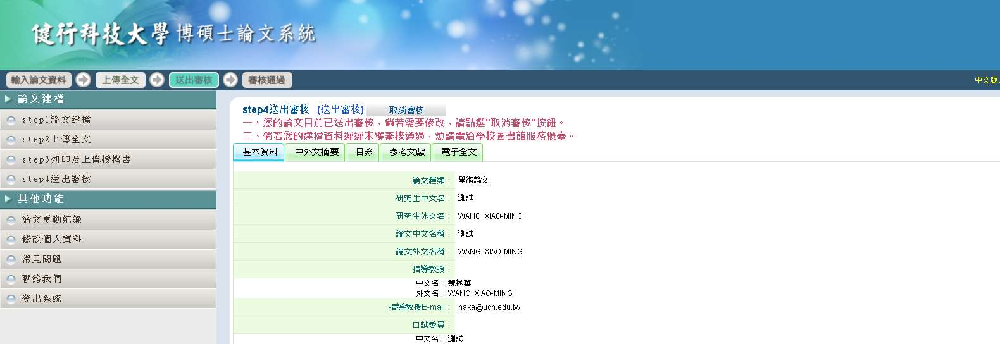 健行科技大學 博碩士論文系統
輸入論文資料 上傳全文 送出審核 審核通過
中文版
論文建檔
step1論文建檔
step2上傳全文
step3列印及上傳授權書
step4送出審核
其他功能
論文更動紀錄
修改個人資料
常見問題
聯絡我們
登出系統
step4送出審核 (送出審核) 取消審核
一、您的論文目前已送出審核，倘若需要修改，請點選"取消審核"按鈕。
二、倘若您的建檔資料遲遲未獲審核通過，煩請電洽學校圖書館服務櫃臺。
基本資料 中外文摘要 目錄 參考文獻 電子全文
論文種類： 學術論文
研究生中文名： 測試
研究生外文名： WANG, XIAO-MING
論文中文名稱： 測試
論文外文名稱： WANG, XIAO-MING
指導教授：
中文名： 魏拯華
外文名： WANG, XIAO-MING
指導教授E-mail： haka@uch.edu.tw
口試委員：
中文名： 測試